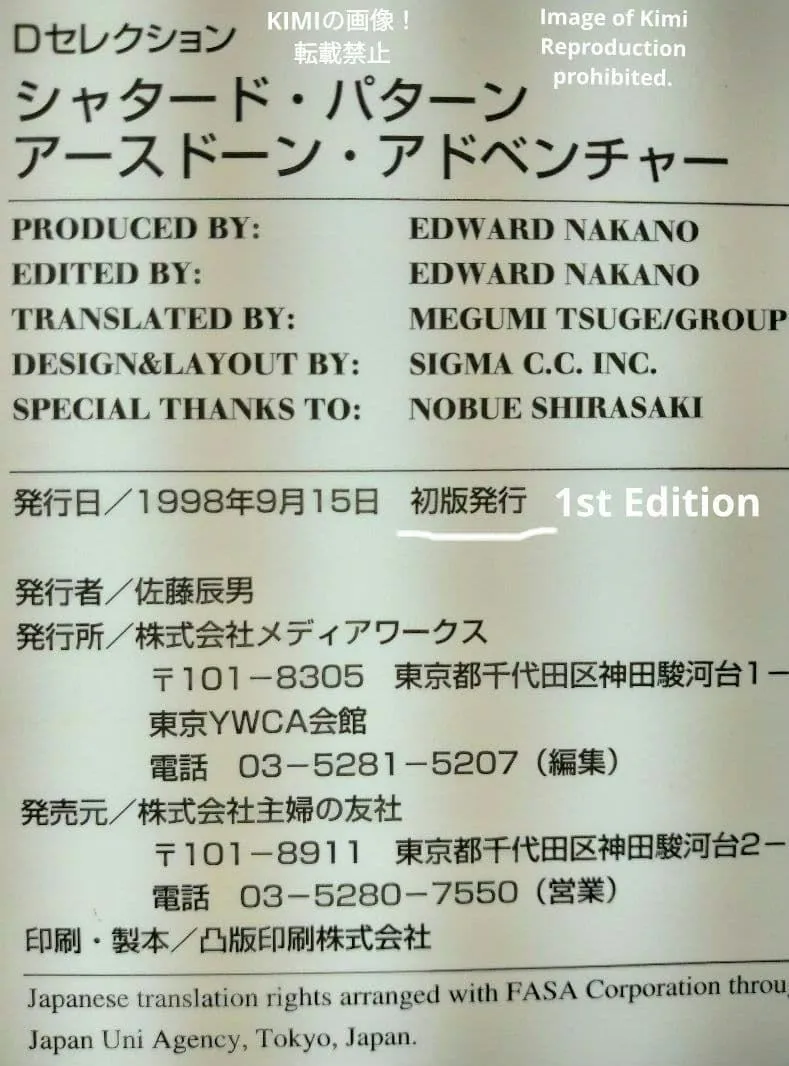 Dセレクション
KIMIの画像！
転載禁止
Image of Kimi
Reproduction
prohibited.
シャタード・パターン
アースドーン・アドベンチャー
PRODUCED BY: EDWARD NAKANO
EDITED BY: EDWARD NAKANO
TRANSLATED BY: MEGUMI TSUGE/GROUP
DESIGN&LAYOUT BY: SIGMA C.C. INC.
SPECIAL THANKS TO: NOBUE SHIRASAKI
発行日／1998年9月15日　初版発行 1st Edition
発行者／佐藤辰男
発行所／株式会社メディアワークス
〒101－8305　東京都千代田区神田駿河台1－
東京YWCA会館
電話　03－5281－5207（編集）
発売元／株式会社主婦の友社
〒101－8911　東京都千代田区神田駿河台2－
電話　03－5280－7550（営業）
印刷・製本／凸版印刷株式会社
Japanese translation rights arranged with FASA Corporation throu
Japan Uni Agency, Tokyo, Japan.